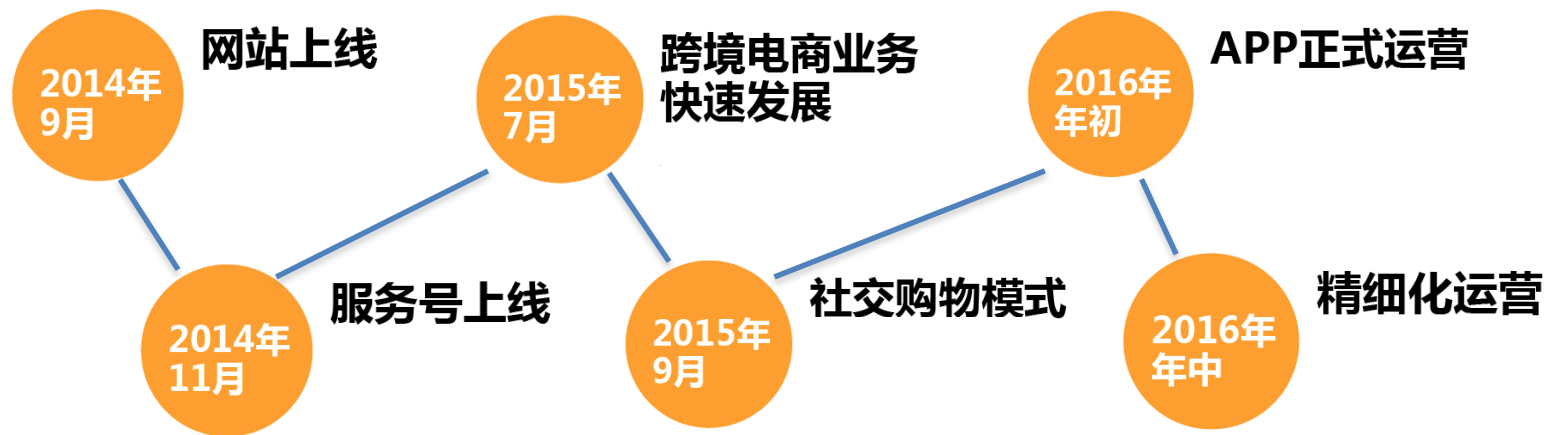 2014年
9月
网站上线
2014年
11月
服务号上线
2015年
7月
跨境电商业务
快速发展
2015年
9月
社交购物模式
2016年
年初
APP正式运营
2016年
年中
精细化运营